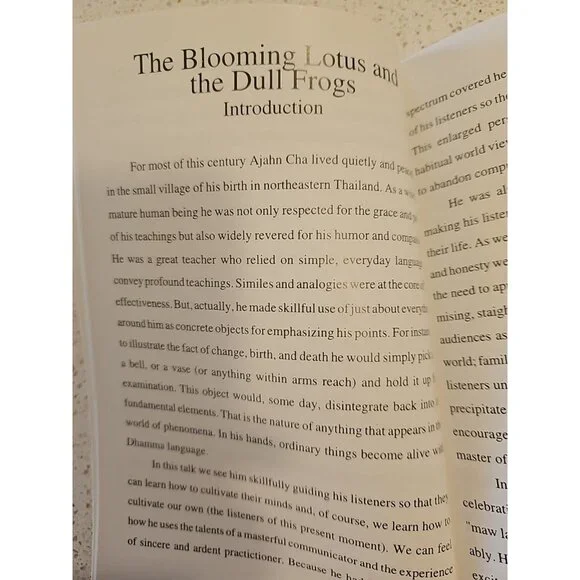 The Blooming Lotus and
the Dull Frogs
Introduction
For most of this century Ajahn Cha lived quietly and
in the small village of his birth in northeastern Thailand. As a
mature human being he was not only respected for the grace and
of his teachings but also widely revered for his humor and
He was a great teacher who relied on simple, everyday
convey profound teachings. Similes and analogies were at the core
effectiveness. But, actually, he made skillful use of just about
around him as concrete objects for emphasizing his points. For
to illustrate the fact of change, birth, and death he would simply
a bell, or a vase (or anything within arms reach) and hold it up
examination. This object would, some day, disintegrate back into
fundamental elements. That is the nature of anything that appears in
world of phenomena. In his hands, ordinary things become alive
Dhamma language.
In this talk we see him skillfully guiding his listeners so that they
can learn how to cultivate their minds and, of course, we learn how to
cultivate our own (the listeners of this present moment). We can feel
how he uses the talents of a masterful communicator and the experience
of sincere and ardent practictioner. Because he
spectrum covered he
of his listeners so
This enlarged
habitual world
to abandon
He was
making his
their life. As
and honesty
the need to
mising,
audiences as
world;
listeners
precipitate
encourage
master of
In
"maw
ably. H